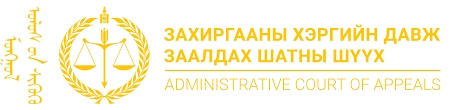 ЗАХИРГААНЫ ХЭРГИЙН ДАВЖ
ЗААЛДАХ ШАТНЫ ШҮҮХ
ADMINISTRATIVE COURT OF APPEALS